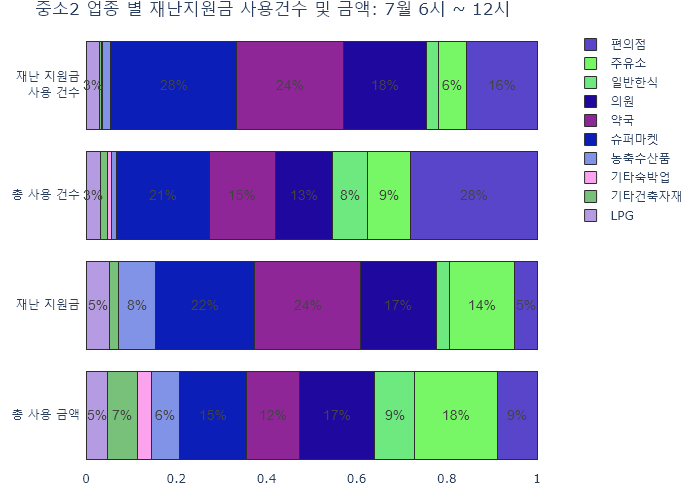 중소2 업종 별 재난지원금 사용건수 및 금액: 7월 6시 ~ 12시
재난 지원금
사용 건수
3%
28%
24%
18%
6%
16%
총 사용 건수
3%
21%
15%
13%
8%
9%
28%
재난 지원금
5%
8%
22%
24%
17%
14%
5%
총 사용 금액
5%
7%
6%
15%
12%
17%
9%
18%
9%
0
0.2
0.4
0.6
0.8
1
편의점
주유소
일반한식
의원
약국
슈퍼마켓
농축수산품
기타숙박업
기타건축자재
LPG